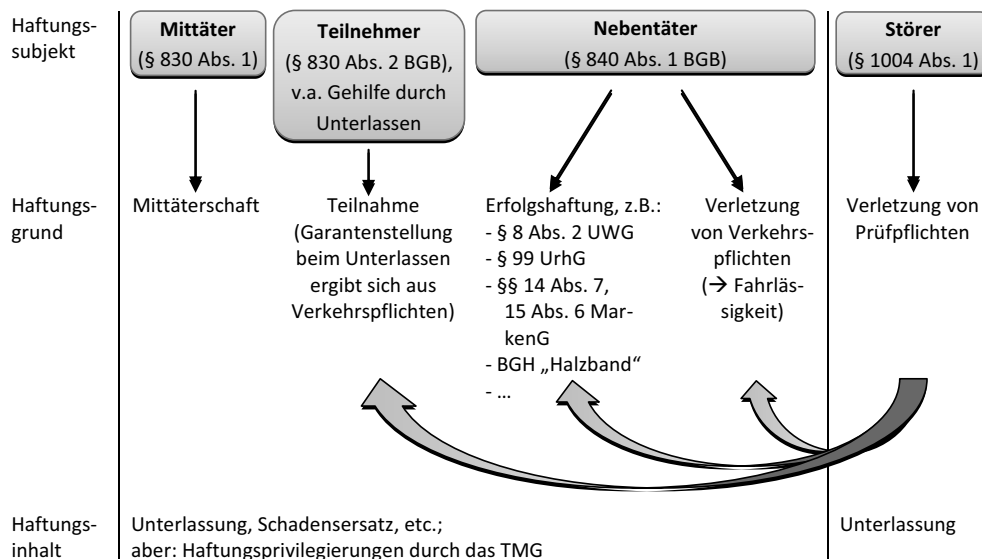 Haftungs-
subjekt
Mittäter
(§ 830 Abs. 1)
Teilnehmer
(§ 830 Abs. 2 BGB),
v.a. Gehilfe durch
Unterlassen
Nebentäter
(§ 840 Abs. 1 BGB)
Störer
(§ 1004 Abs. 1)
Haftungs-
grund
Mittäterschaft
Teilnahme
(Garantenstellung
beim Unterlassen
ergibt sich aus
Verkehrspflichten)
Erfolgshaftung, z.B.:
- § 8 Abs. 2 UWG
- § 99 UrhG
- §§ 14 Abs. 7,
15 Abs. 6 Mar-
kenG
- BGH „Halzband“
- ...
Verletzung
von Verkehrs-
pflichten
(→ Fahrläs-
sigkeit)
Verletzung von
Prüfpflichten
Haftungs-
inhalt
Unterlassung, Schadensersatz, etc.;
aber: Haftungsprivilegierungen durch das TMG
Unterlassung